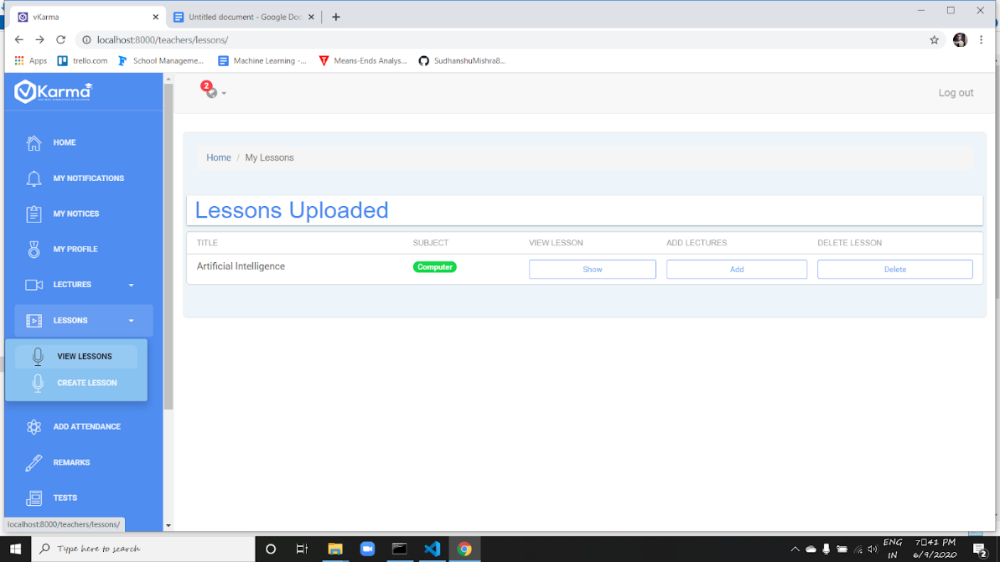 vKarma
Untitled document - Google Doc
localhost:8000/teachers/lessons/
Apps
trello.com
School Manageme...
Machine Learning -...
Means-Ends Analys...
SudhanshuMishra8...
Karma
2
Log out
HOME
MY NOTIFICATIONS
MY NOTICES
MY PROFILE
LECTURES
LESSONS
VIEW LESSONS
CREATE LESSON
ADD ATTENDANCE
REMARKS
TESTS
Home / My Lessons
Lessons Uploaded
TITLE SUBJECT VIEW LESSON ADD LECTURES DELETE LESSON
Artificial Intelligence Computer Show Add Delete
localhost:8000/teachers/lessons/
Type here to search
ENG
IN
7:41 PM
6/9/2020
2